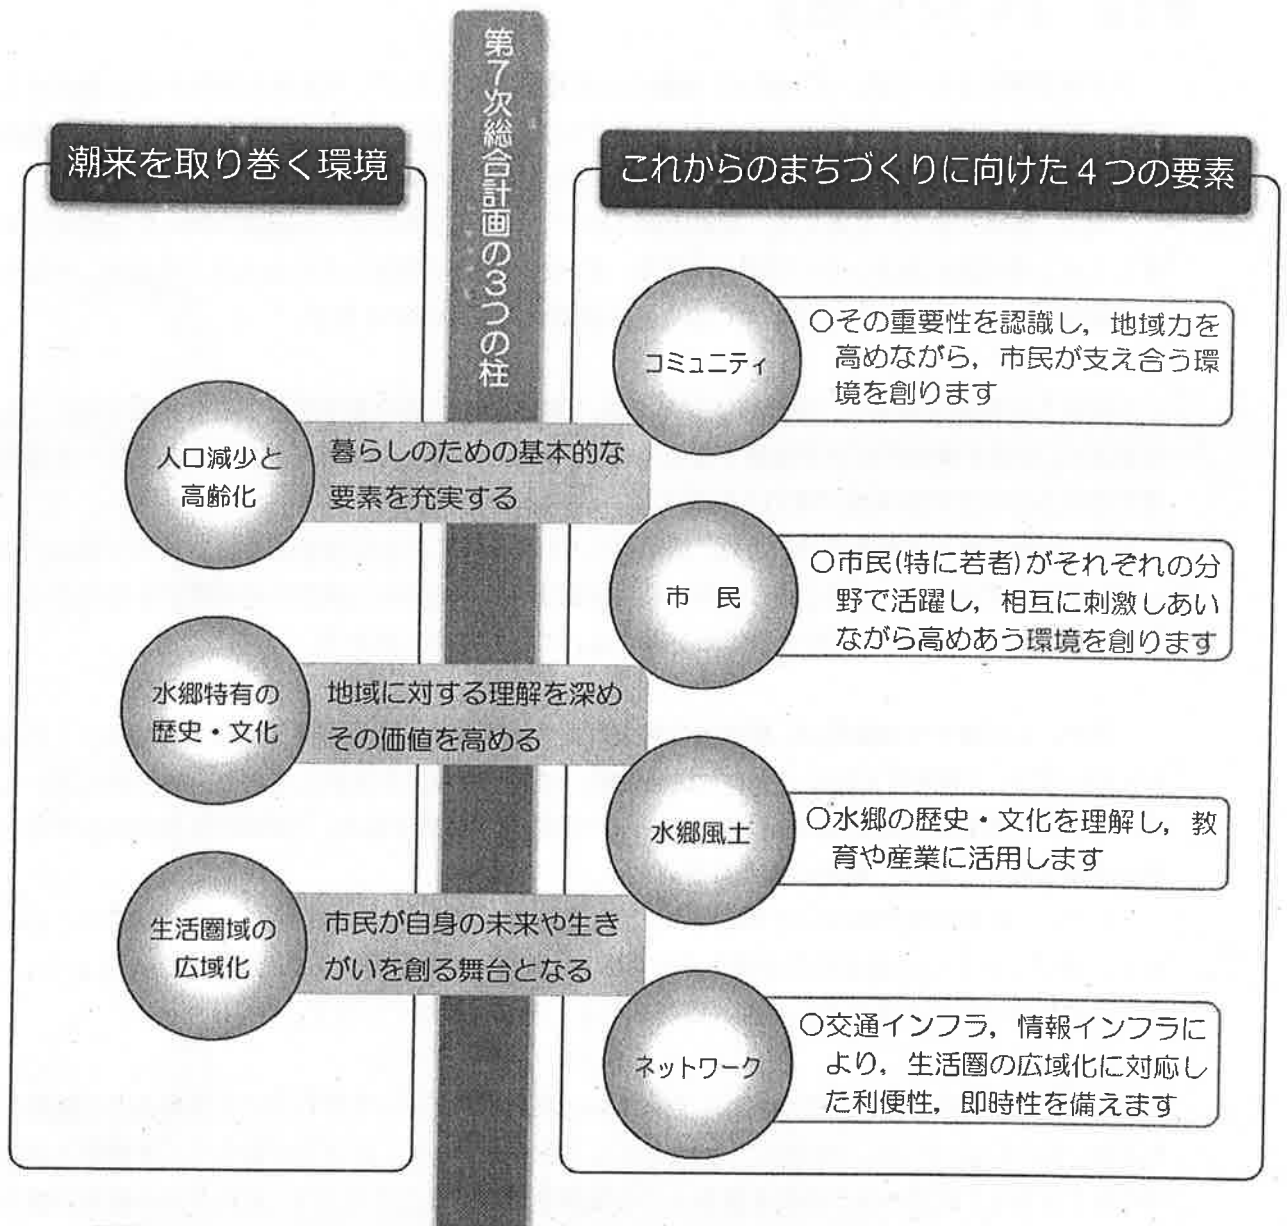 第7次総合計画の3つの柱
潮来を取り巻く環境
人口減少と
高齢化
水郷特有の
歴史・文化
生活圏域の
広域化
暮らしのための基本的な
要素を充実する
地域に対する理解を深め
その価値を高める
市民が自身の未来や生き
がいを創る舞台となる
これからのまちづくりに向けた4つの要素
コミュニティ
○その重要性を認識し，地域力を
高めながら，市民が支え合う環
境を創ります
市　民
○市民(特に若者)がそれぞれの分
野で活躍し，相互に刺激しあい
ながら高めあう環境を創ります
水郷風土
○水郷の歴史・文化を理解し，教
育や産業に活用します
ネットワーク
○交通インフラ，情報インフラに
より，生活圏の広域化に対応し
た利便性，即時性を備えます